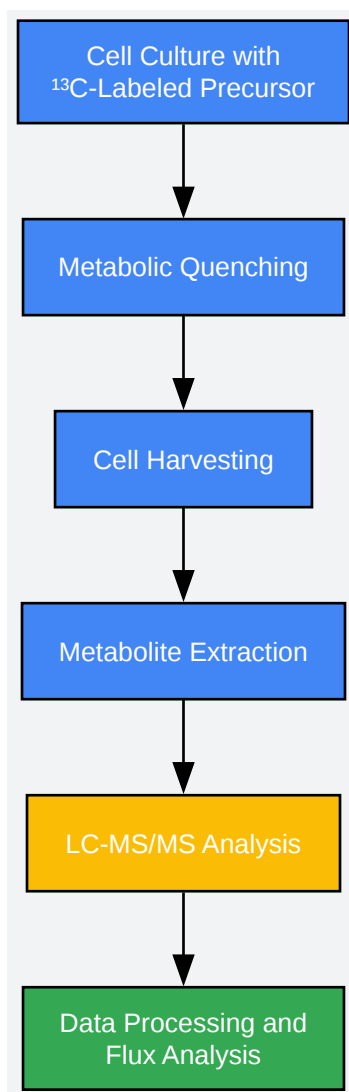 Cell Culture with
¹³C-Labeled Precursor
Metabolic Quenching
Cell Harvesting
Metabolite Extraction
LC-MS/MS Analysis
Data Processing and
Flux Analysis